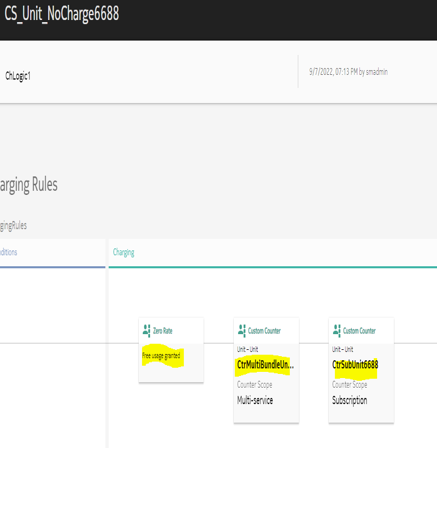 CS_Unit_NoCharge6688
ChLogic1
9/7/2022, 07:13 PM by smadmin
arging Rules
gingRules
ditions
Charging
Zero Rate
Free usage granted
Custom Counter
Unit – Unit
CtrMultiBundleUn...
Counter Scope
Multi-service
Custom Counter
Unit – Unit
CtrSubUnit6688
Counter Scope
Subscription